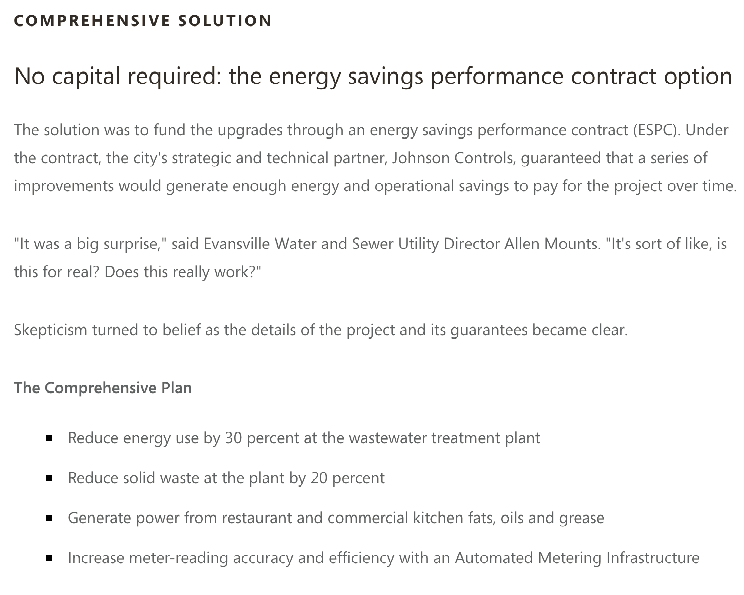 COMPREHENSIVE SOLUTION
No capital required: the energy savings performance contract option
The solution was to fund the upgrades through an energy savings performance contract (ESPC). Under
the contract, the city's strategic and technical partner, Johnson Controls, guaranteed that a series of
improvements would generate enough energy and operational savings to pay for the project over time.
"It was a big surprise," said Evansville Water and Sewer Utility Director Allen Mounts. "It's sort of like, is
this for real? Does this really work?"
Skepticism turned to belief as the details of the project and its guarantees became clear.
The Comprehensive Plan
▪ Reduce energy use by 30 percent at the wastewater treatment plant
▪ Reduce solid waste at the plant by 20 percent
▪ Generate power from restaurant and commercial kitchen fats, oils and grease
▪ Increase meter-reading accuracy and efficiency with an Automated Metering Infrastructure